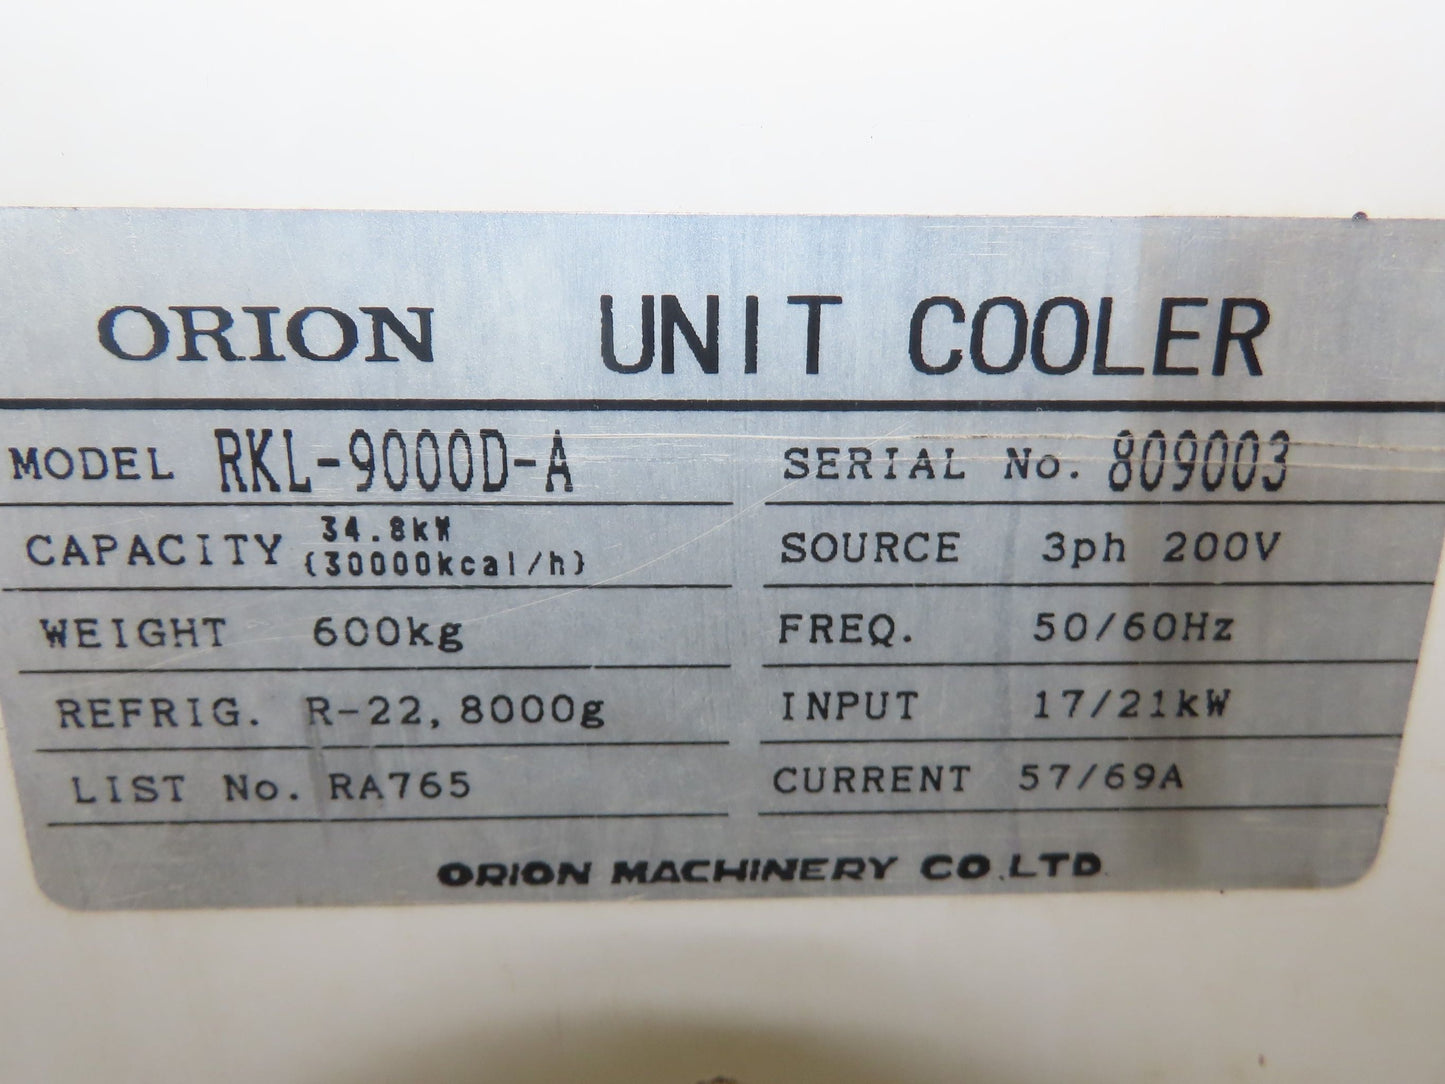 ORION UNIT COOLER
MODEL RKL-9000D-A
SERIAL No. 809003
CAPACITY 34.8kW
(30000kcal/h)
SOURCE 3ph 200V
WEIGHT 600kg
FREQ. 50/60Hz
REFRIG. R-22, 8000g
INPUT 17/21kW
LIST No. RA765
CURRENT 57/69A
ORION MACHINERY CO.,LTD.